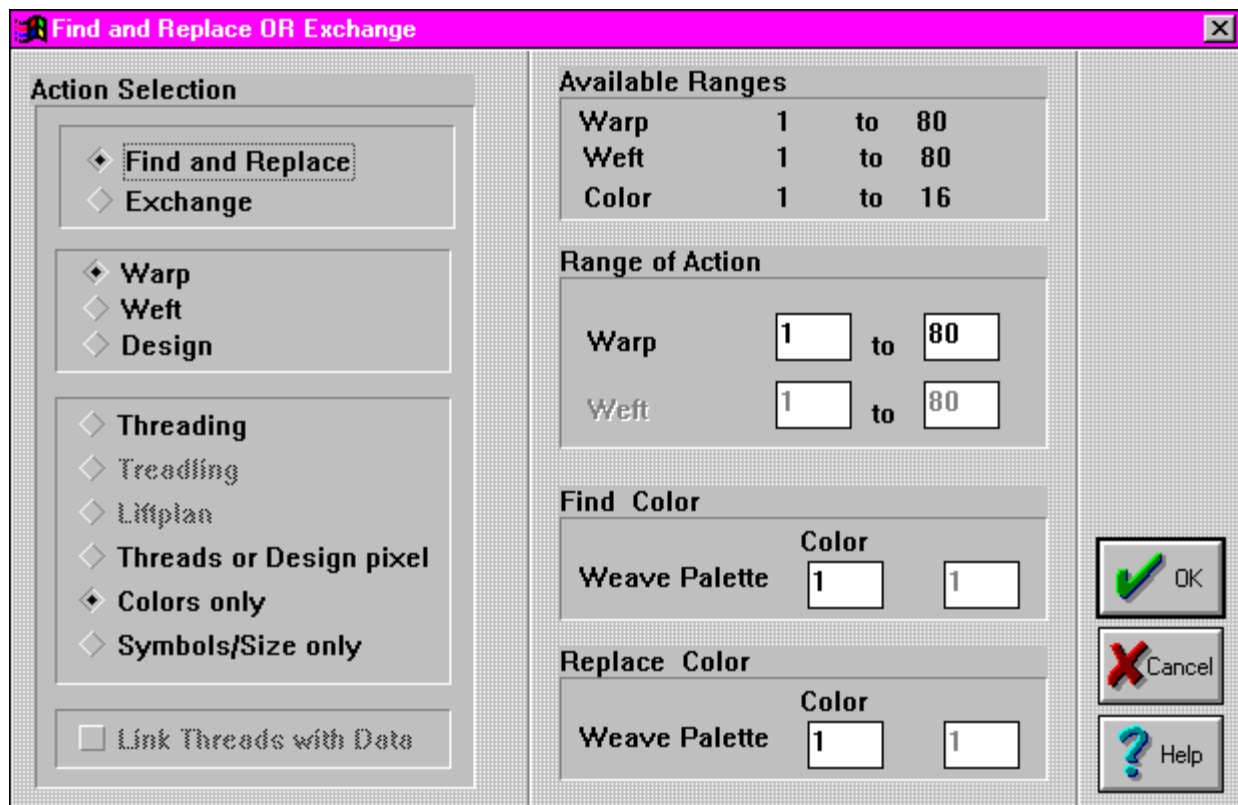 Find and Replace OR Exchange
Action Selection
Find and Replace
Exchange
Warp
Weft
Design
Threading
Treadling
Liftplan
Threads or Design pixel
Colors only
Symbols/Size only
Link Threads with Data
Available Ranges
Warp 1 to 80
Weft 1 to 80
Color 1 to 16
Range of Action
Warp 1 to 80
Weft 1 to 80
Find Color
Color
Weave Palette 1 1
Replace Color
Color
Weave Palette 1 1
OK
Cancel
Help